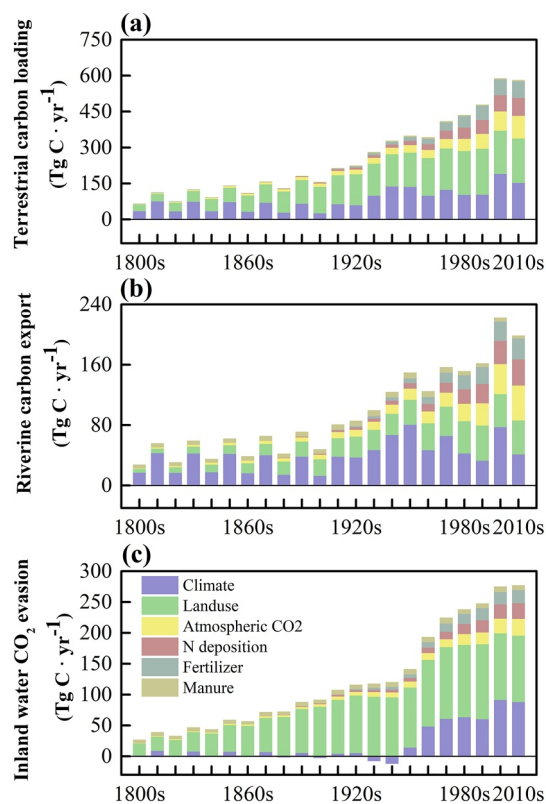 (a)
Terrestrial carbon loading
(Tg C · yr⁻¹)
750
600
450
300
150
0
1800s 1860s 1920s 1980s 2010s
(b)
Riverine carbon export
(Tg C · yr⁻¹)
240
160
80
0
1800s 1860s 1920s 1980s 2010s
(c)
Inland water CO₂ evasion
(Tg C · yr⁻¹)
300
250
200
150
100
50
0
Climate
Landuse
Atmospheric CO2
N deposition
Fertilizer
Manure
1800s 1860s 1920s 1980s 2010s